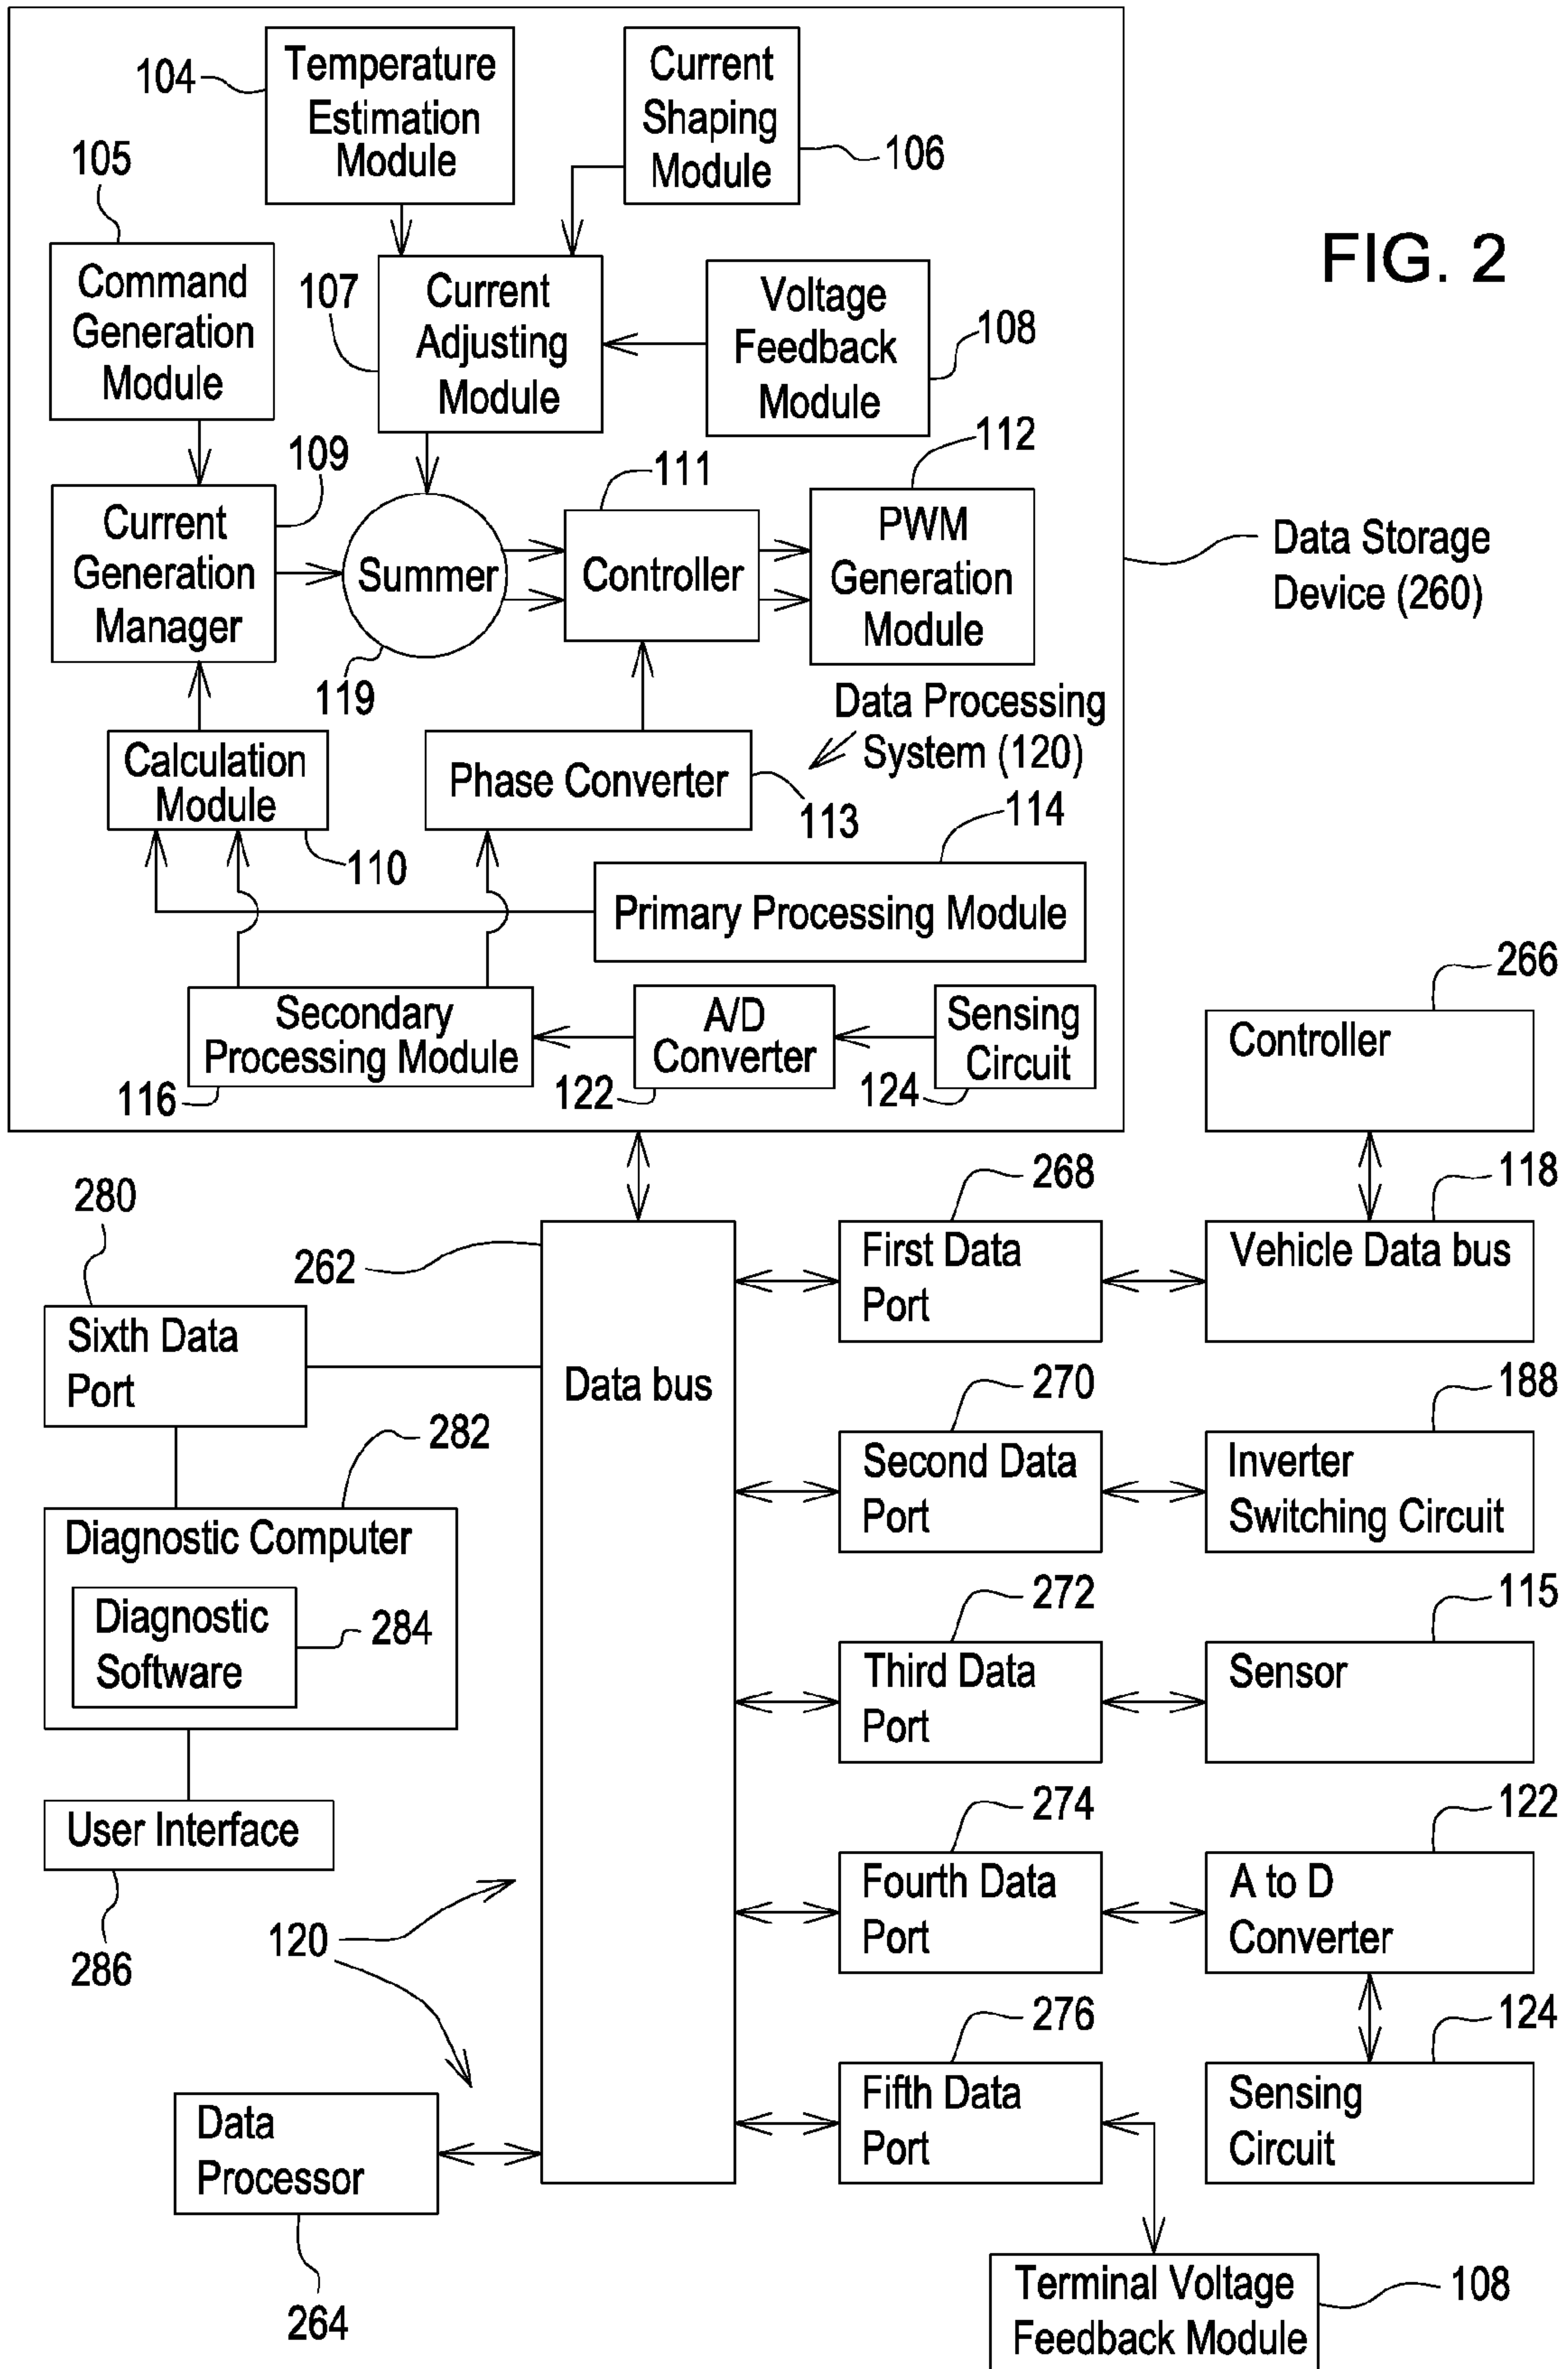 104
Temperature
Estimation
Module
Current
Shaping
Module
106
105
Command
Generation
Module
107
Current
Adjusting
Module
Voltage
Feedback
Module
108
FIG. 2
109
Current
Generation
Manager
Summer
119
111
Controller
112
PWM
Generation
Module
Data Storage
Device (260)
Data Processing
System (120)
Calculation
Module
110
Phase Converter
113
114
Primary Processing Module
Secondary
Processing Module
116
A/D
Converter
122
Sensing
Circuit
124
266
Controller
280
Sixth Data
Port
262
Data bus
268
First Data
Port
118
Vehicle Data bus
282
Diagnostic Computer
Diagnostic
Software
284
270
Second Data
Port
188
Inverter
Switching Circuit
272
Third Data
Port
115
Sensor
User Interface
286
120
274
Fourth Data
Port
122
A to D
Converter
276
Fifth Data
Port
124
Sensing
Circuit
Data
Processor
264
Terminal Voltage
Feedback Module
108